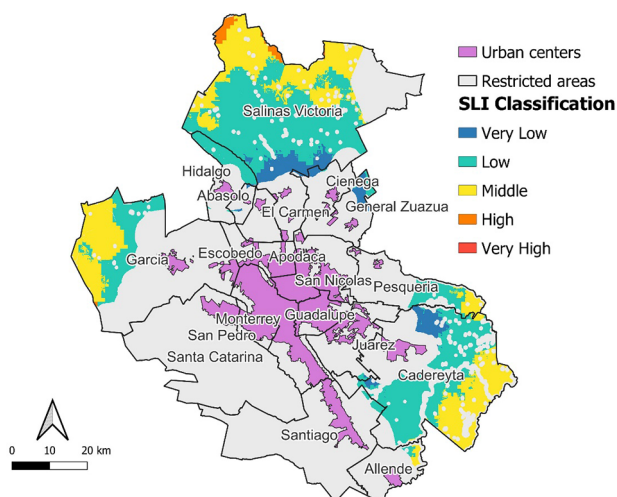 Urban centers
Restricted areas
SLI Classification
Very Low
Low
Middle
High
Very High
Salinas Victoria
Hidalgo
Abasolo
Cienega
El Carmen
General Zuazua
Garcia
Escobedo
Apodaca
San Nicolas
Pesqueria
Monterrey
Guadalupe
San Pedro
Juarez
Santa Catarina
Cadereyta
Santiago
Allende
0 10 20 km